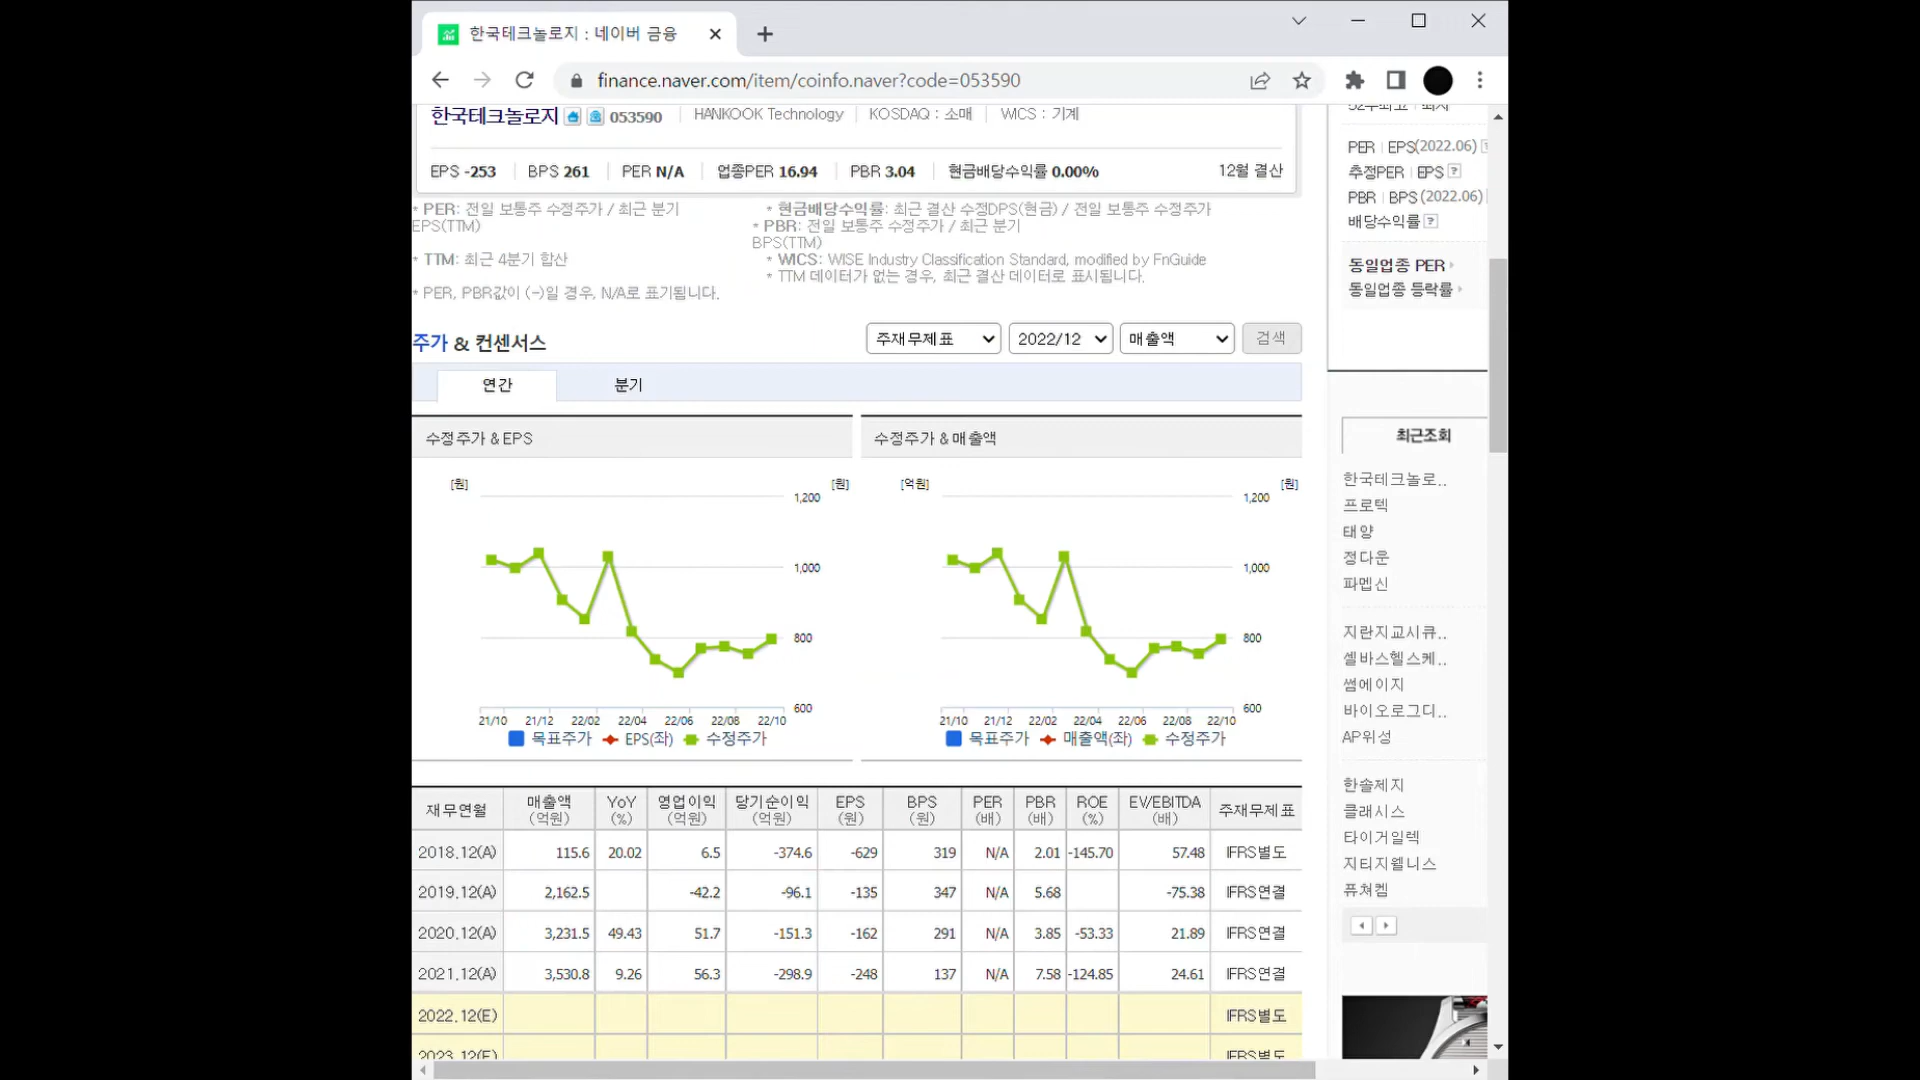 한국테크놀로지 : 네이버 금융
finance.naver.com/item/coinfo.naver?code=053590
한국테크놀로지 053590 HANKOOK Technology KOSDAQ : 소매 WICS : 기계
EPS -253 BPS 261 PER N/A 업종PER 16.94 PBR 3.04 현금배당수익률 0.00% 12월 결산
* PER: 전일 보통주 수정주가 / 최근 분기 EPS(TTM)
* 현금배당수익률: 최근 결산 수정DPS(현금) / 전일 보통주 수정주가
* PBR: 전일 보통주 수정주가 / 최근 분기 BPS(TTM)
* TTM: 최근 4분기 합산
* WICS: WISE Industry Classification Standard, modified by FnGuide
* TTM 데이터가 없는 경우, 최근 결산 데이터로 표시됩니다.
* PER, PBR값이 (-)일 경우, N/A로 표기됩니다.
주가 & 컨센서스
주재무제표 2022/12 매출액 검색
연간 분기
수정주가 & EPS
[원] [원]
1,200
1,000
800
600
21/10 21/12 22/02 22/04 22/06 22/08 22/10
목표주가 EPS(좌) 수정주가
수정주가 & 매출액
[억원] [원]
1,200
1,000
800
600
21/10 21/12 22/02 22/04 22/06 22/08 22/10
목표주가 매출액(좌) 수정주가
재무연월 매출액 (억원) YoY (%) 영업이익 (억원) 당기순이익 (억원) EPS (원) BPS (원) PER (배) PBR (배) ROE (%) EV/EBITDA (배) 주재무제표
2018.12(A) 115.6 20.02 6.5 -374.6 -629 319 N/A 2.01 -145.70 57.48 IFRS별도
2019.12(A) 2,162.5 -42.2 -96.1 -135 347 N/A 5.68 -75.38 IFRS연결
2020.12(A) 3,231.5 49.43 51.7 -151.3 -162 291 N/A 3.85 -53.33 21.89 IFRS연결
2021.12(A) 3,530.8 9.26 56.3 -298.9 -248 137 N/A 7.58 -124.85 24.61 IFRS연결
2022.12(E) IFRS별도
2023.12(E) IFRS별도
52주최고 최저
PER EPS(2022.06)
추정PER EPS
PBR BPS (2022.06)
배당수익률
동일업종 PER
동일업종 등락률
최근조회
한국테크놀로..
프로텍
태양
정다운
파멥신
지란지교시큐..
셀바스헬스케..
썸에이지
바이오로그디..
AP위성
한솔제지
클래시스
타이거일렉
지티지웰니스
퓨쳐켐